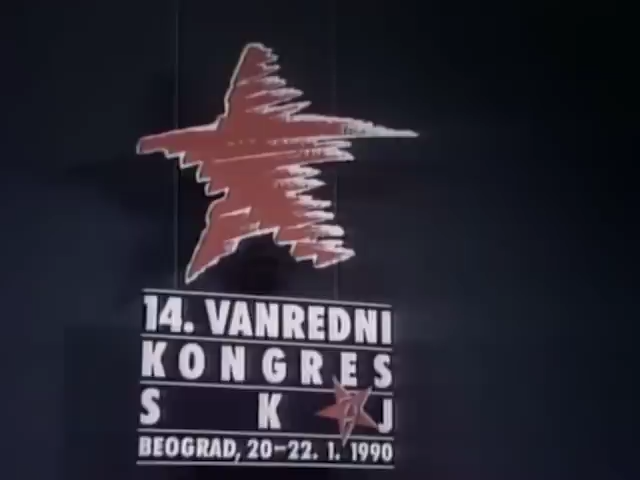 14. VANREDNI
KONGRES
S K J
BEOGRAD, 20-22. 1. 1990